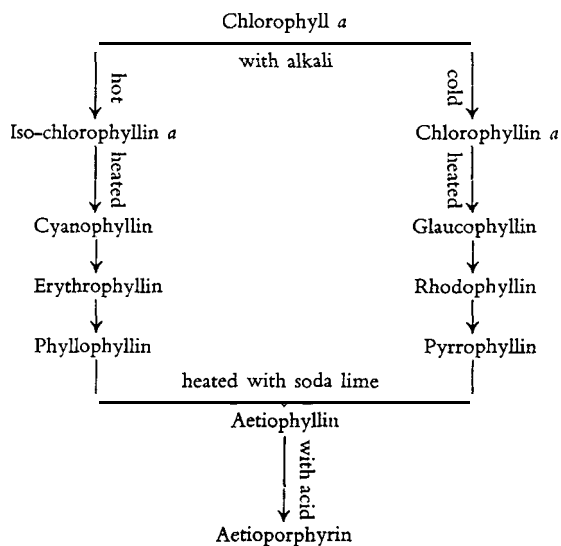 Chlorophyll a
with alkali
hot
cold
Iso-chlorophyllin a
Chlorophyllin a
heated
heated
Cyanophyllin
Glaucophyllin
Erythrophyllin
Rhodophyllin
Phyllophyllin
Pyrrophyllin
heated with soda lime
Aetiophyllin
with acid
Aetioporphyrin